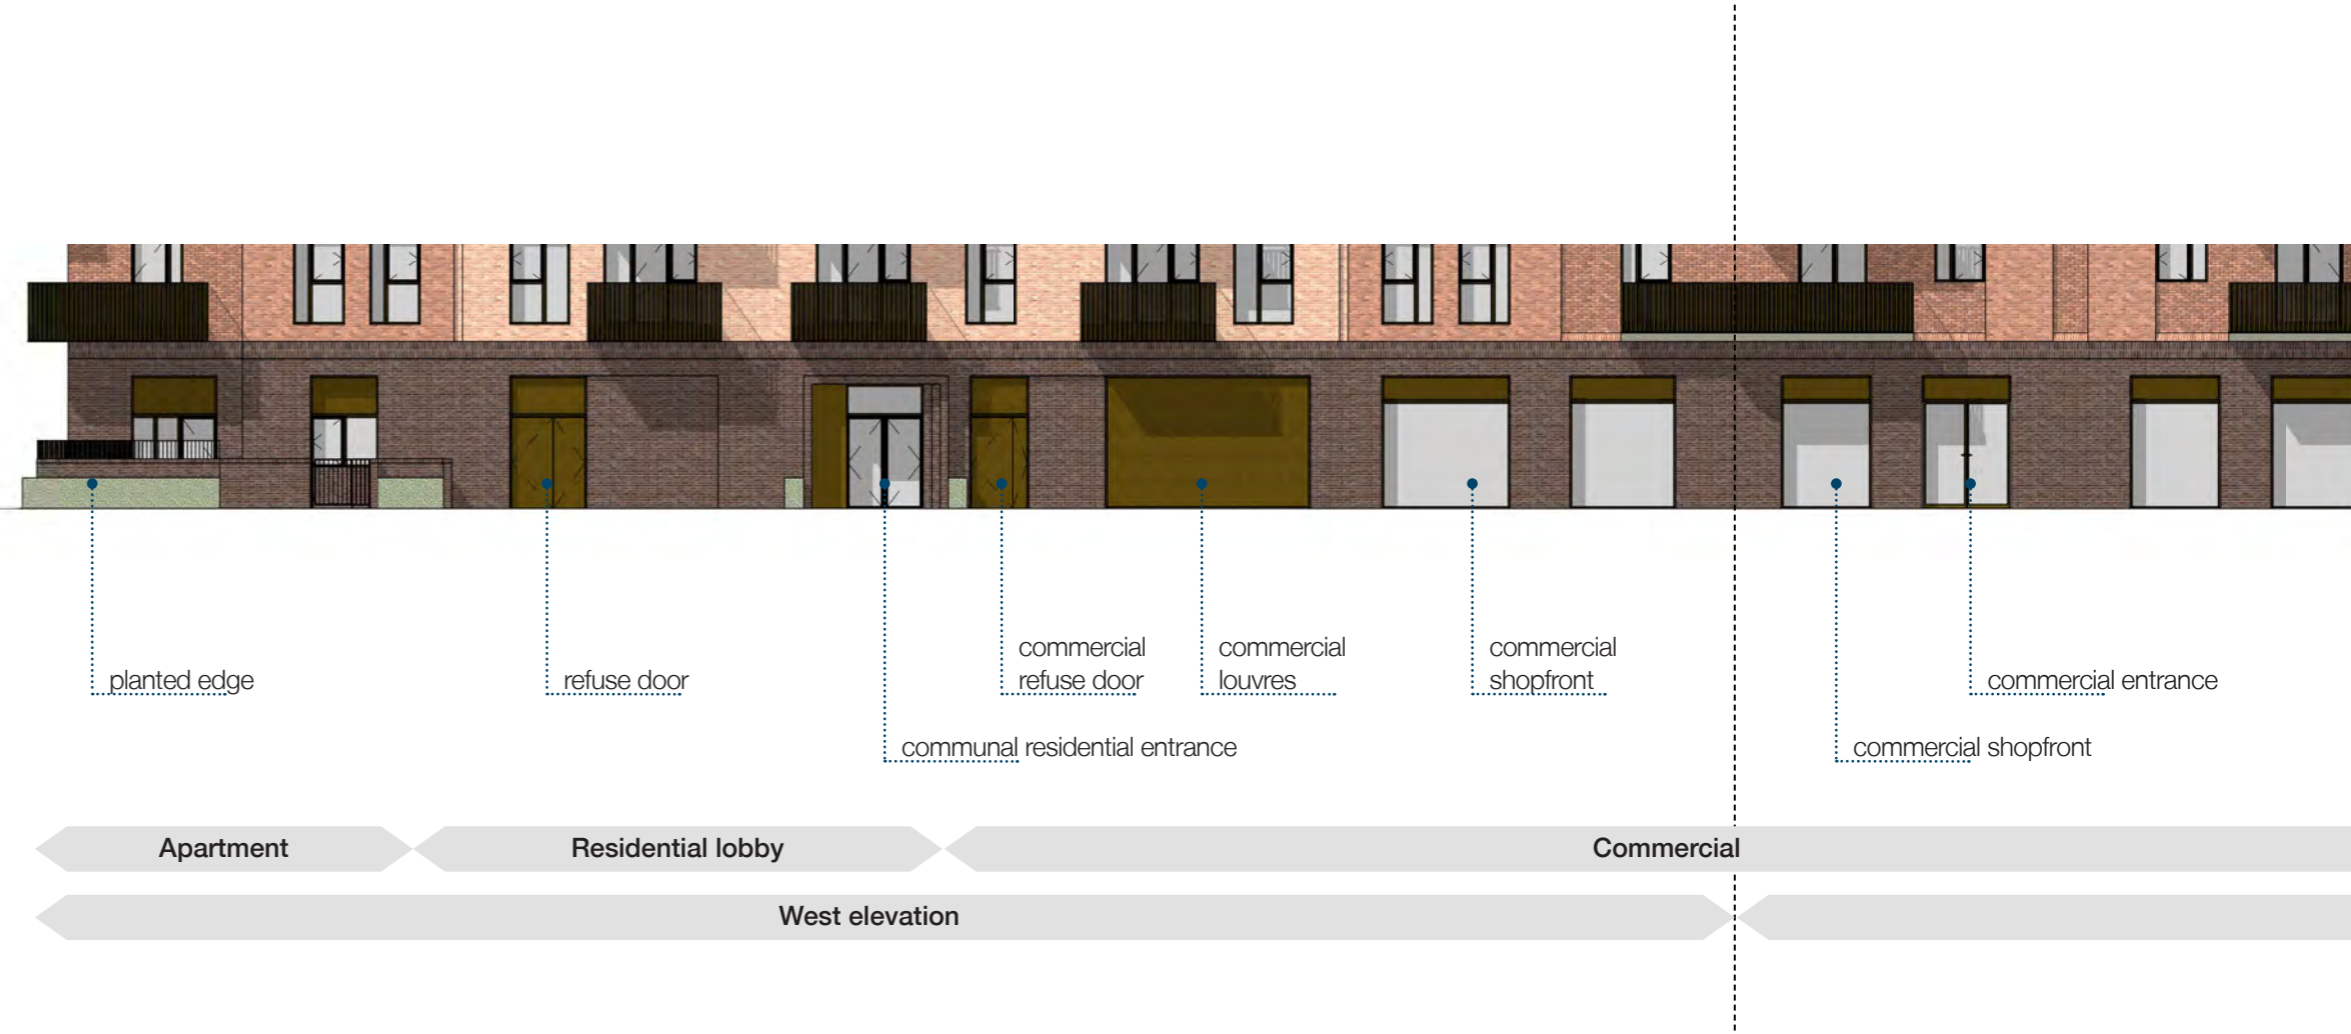 commercial
refuse door
commercial
louvres
commercial
shopfront
planted edge
refuse door
commercial entrance
communal residential entrance
commercial shopfront
Apartment
Residential lobby
Commercial
West elevation